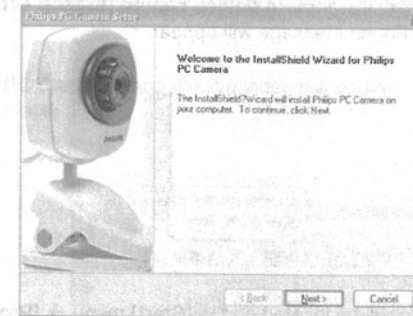 Philips PC Camera Setup
Welcome to the InstallShield Wizard for Philips
PC Camera
The InstallShield?Wizard will install Philips PC Camera on
your computer. To continue, click Next.
PHILIPS
< Back
Next >
Cancel